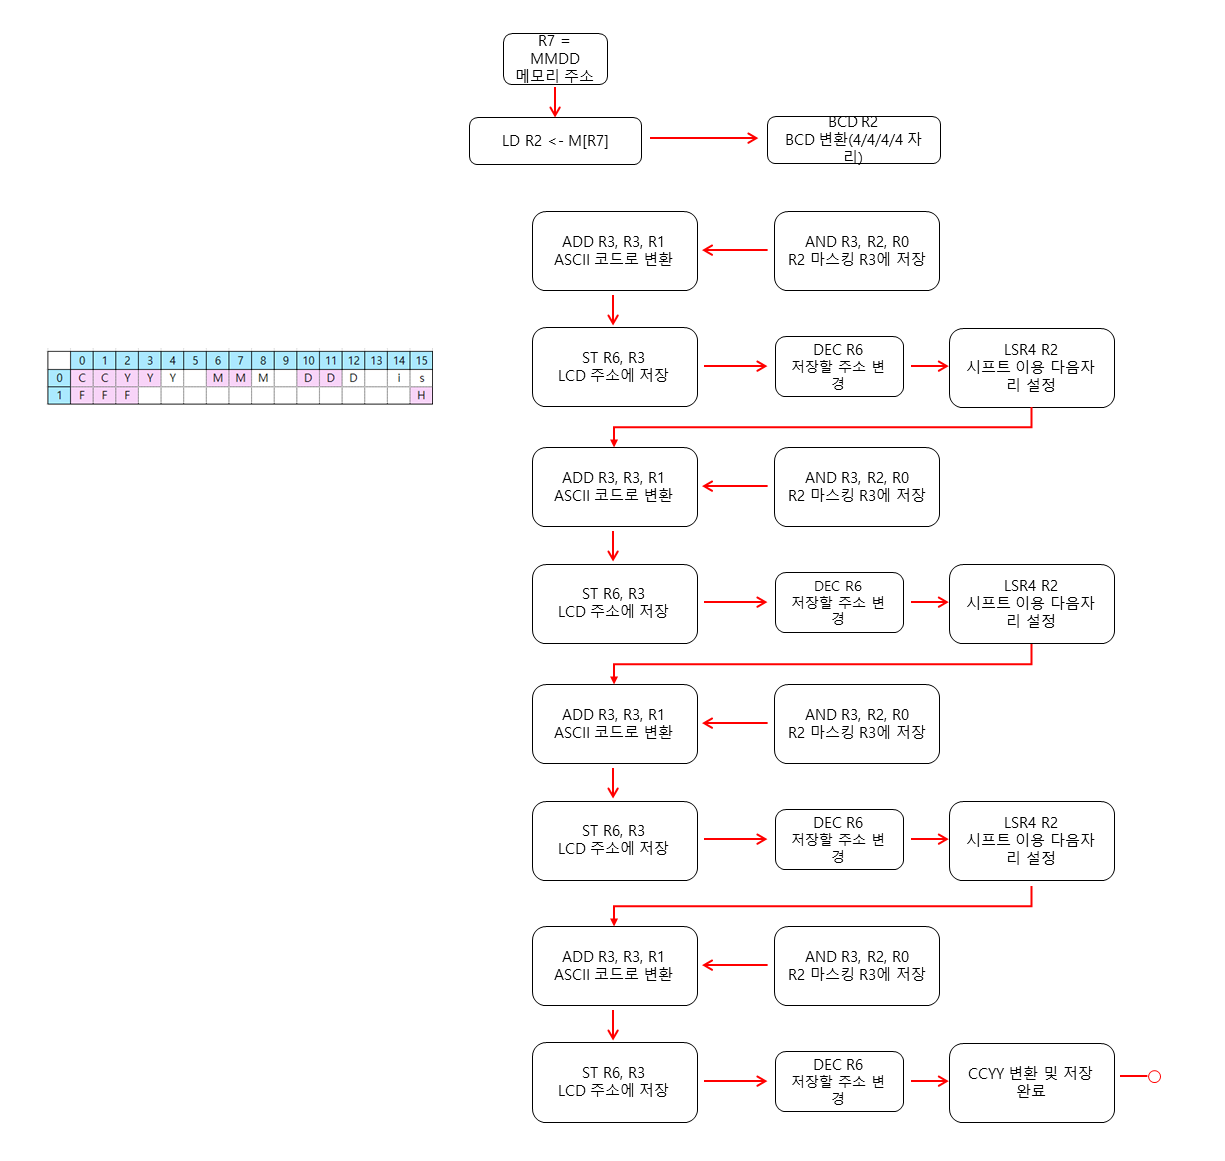 R7 =
MMDD
메모리 주소
LD R2 <- M[R7]
BCD R2
BCD 변환(4/4/4/4 자
리)
ADD R3, R3, R1
ASCII 코드로 변환
AND R3, R2, R0
R2 마스킹 R3에 저장
ST R6, R3
LCD 주소에 저장
DEC R6
저장할 주소 변
경
LSR4 R2
시프트 이용 다음자
리 설정
0 1 2 3 4 5 6 7 8 9 10 11 12 13 14 15
0 C C Y Y Y M M M D D D i s
1 F F F H
ADD R3, R3, R1
ASCII 코드로 변환
AND R3, R2, R0
R2 마스킹 R3에 저장
ST R6, R3
LCD 주소에 저장
DEC R6
저장할 주소 변
경
LSR4 R2
시프트 이용 다음자
리 설정
ADD R3, R3, R1
ASCII 코드로 변환
AND R3, R2, R0
R2 마스킹 R3에 저장
ST R6, R3
LCD 주소에 저장
DEC R6
저장할 주소 변
경
LSR4 R2
시프트 이용 다음자
리 설정
ADD R3, R3, R1
ASCII 코드로 변환
AND R3, R2, R0
R2 마스킹 R3에 저장
ST R6, R3
LCD 주소에 저장
DEC R6
저장할 주소 변
경
CCYY 변환 및 저장
완료